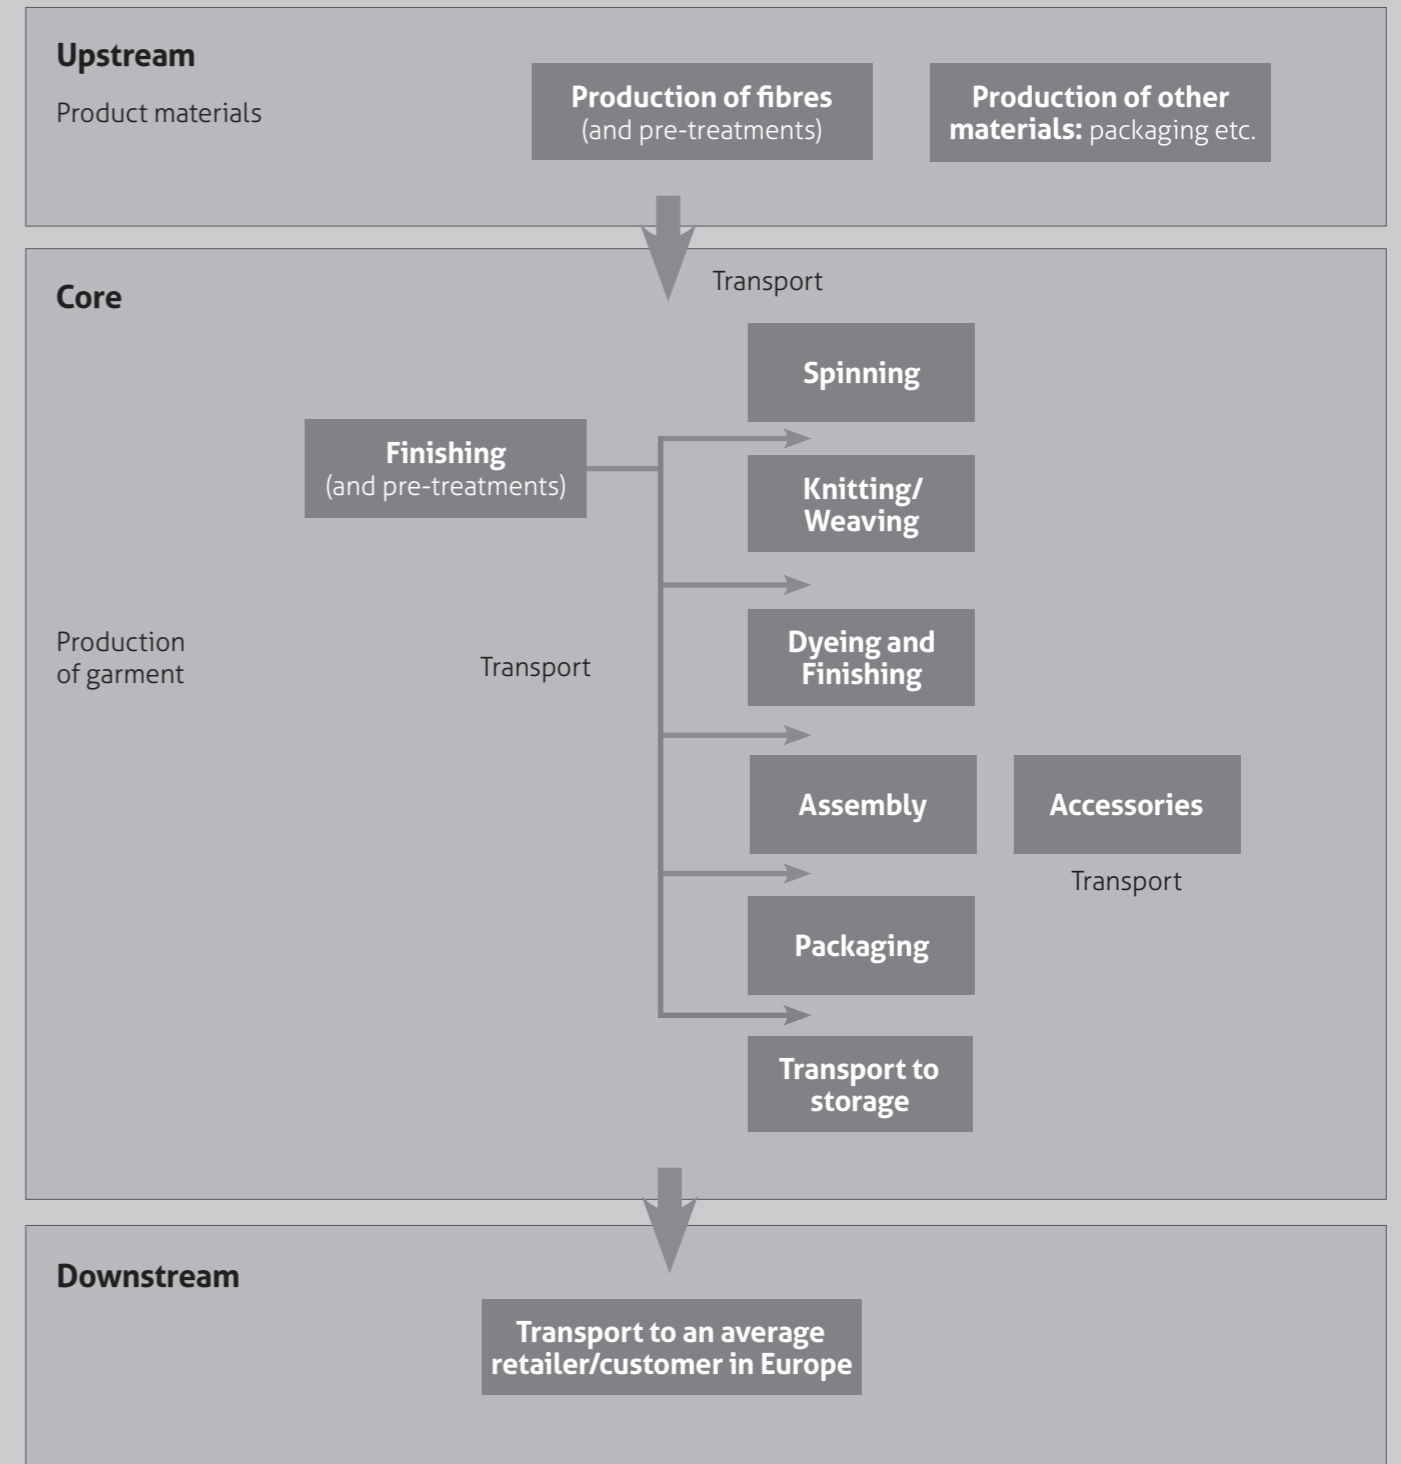 Upstream
Product materials
Production of fibres
(and pre-treatments)
Production of other
materials: packaging etc.
Core
Transport
Spinning
Finishing
(and pre-treatments)
Knitting/
Weaving
Production
of garment
Transport
Dyeing and
Finishing
Assembly
Accessories
Transport
Packaging
Transport to
storage
Downstream
Transport to an average
retailer/customer in Europe